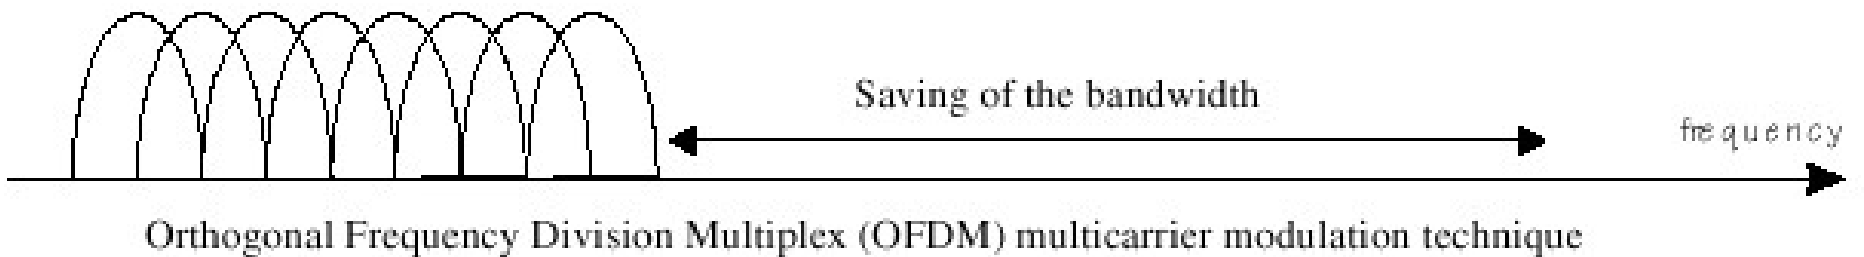 Saving of the bandwidth
frequency
Orthogonal Frequency Division Multiplex (OFDM) multicarrier modulation technique